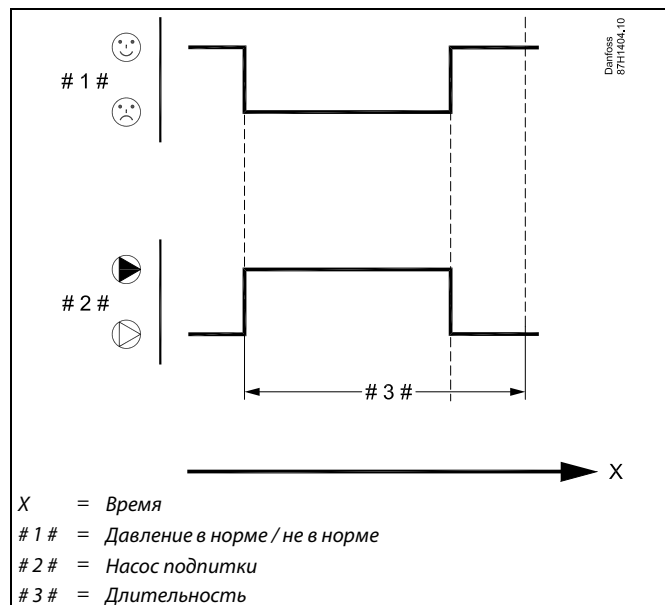 Danfoss
87H1404.10
# 1 #
# 2 #
# 3 #
X
X = Время
# 1 # = Давление в норме / не в норме
# 2 # = Насос подпитки
# 3 # = Длительность